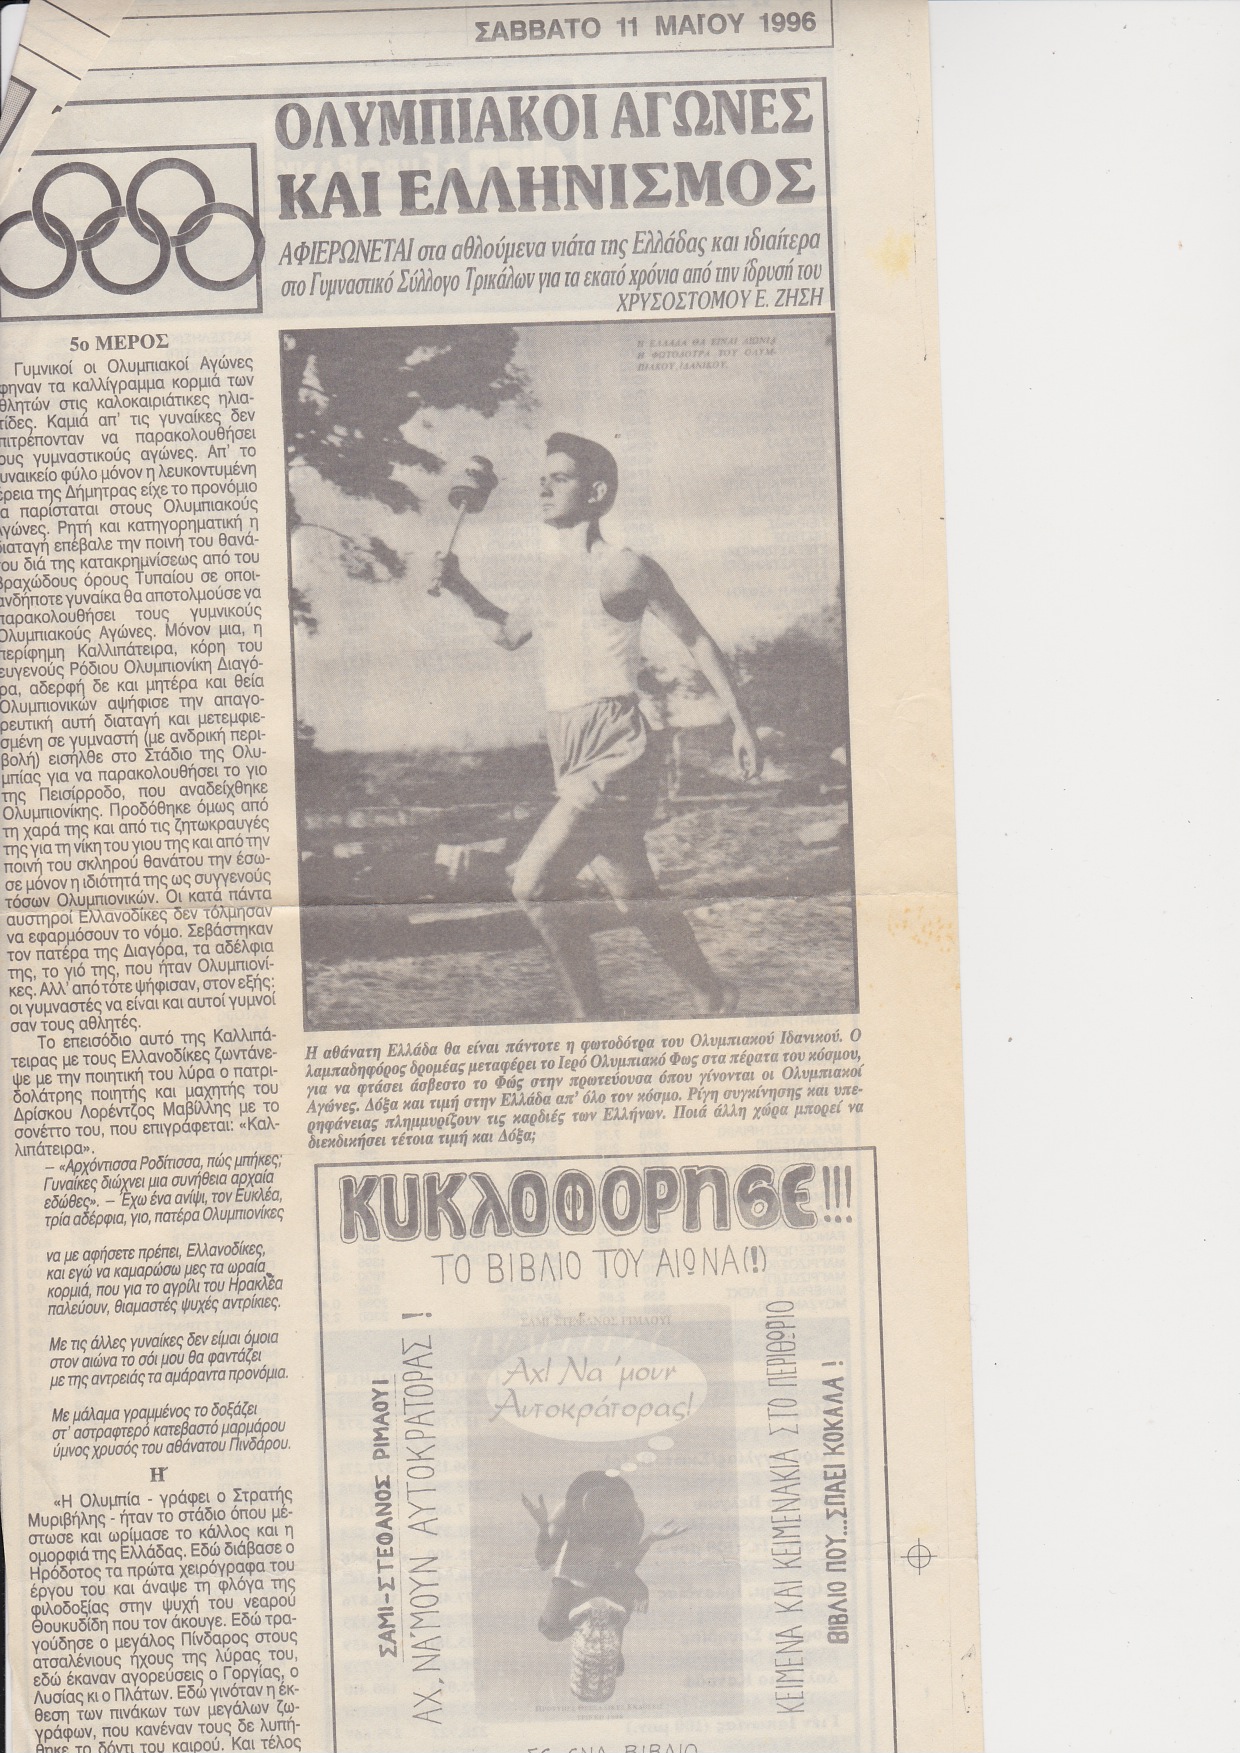 ΣΑΒΒΑΤΟ 11 ΜΑΪΟΥ 1996
ΟΛΥΜΠΙΑΚΟΙ ΑΓΩΝΕΣ
ΚΑΙ ΕΛΛΗΝΙΣΜΟΣ
ΑΦΙΕΡΩΝΕΤΑΙ στα αθλούμενα νιάτα της Ελλάδας και ιδιαίτερα
στο Γυμναστικό Σύλλογο Τρικάλων για τα εκατό χρόνια από την ίδρυσή του
ΧΡΥΣΟΣΤΟΜΟΥ Ε. ΖΗΣΗ
5ο ΜΕΡΟΣ
Γυμνικοί οι Ολυμπιακοί Αγώνες
φηναν τα καλλίγραμμα κορμιά των
θλητών στις καλοκαιριάτικες ηλια-
τίδες. Καμιά απ' τις γυναίκες δεν
πιτρέπονταν να παρακολουθήσει
ους γυμναστικούς αγώνες. Απ' το
υναικείο φύλο μόνον η λευκοντυμένη
έρεια της Δήμητρας είχε το προνόμιο
α παρίσταται στους Ολυμπιακούς
γώνες. Ρητή και κατηγορηματική η
διαταγή επέβαλε την ποινή του θανά-
ου διά της κατακρημνίσεως από του
βραχώδους όρους Τυπαίου σε οποι-
ανδήποτε γυναίκα θα αποτολμούσε να
παρακολουθήσει τους γυμνικούς
Ολυμπιακούς Αγώνες. Μόνον μια, η
περίφημη Καλλιπάτειρα, κόρη του
ευγενούς Ρόδιου Ολυμπιονίκη Διαγό-
ρα, αδερφή δε και μητέρα και θεία
Ολυμπιονικών αψήφισε την απαγο-
ρευτική αυτή διαταγή και μετεμφιε-
σμένη σε γυμναστή (με ανδρική περι-
βολή) εισήλθε στο Στάδιο της Ολυ-
μπίας για να παρακολουθήσει το γιο
της Πεισίρροδο, που αναδείχθηκε
Ολυμπιονίκης. Προδόθηκε όμως από
τη χαρά της και από τις ζητωκραυγές
της για τη νίκη του γιου της και από την
ποινή του σκληρού θανάτου την έσω-
σε μόνον η ιδιότητά της ως συγγενούς
τόσων Ολυμπιονικών. Οι κατά πάντα
αυστηροί Ελλανοδίκες δεν τόλμησαν
να εφαρμόσουν το νόμο. Σεβάστηκαν
τον πατέρα της Διαγόρα, τα αδέλφια
της, το γιό της, που ήταν Ολυμπιονί-
κες. Αλλ' από τότε ψήφισαν, στον εξής:
οι γυμναστές να είναι και αυτοί γυμνοί
σαν τους αθλητές.
Το επεισόδιο αυτό της Καλλιπά-
τειρας με τους Ελλανοδίκες ζωντάνε-
ψε με την ποιητική του λύρα ο πατρι-
δολάτρης ποιητής και μαχητής του
Δρίσκου Λορέντζος Μαβίλλης με το
σονέττο του, που επιγράφεται: «Καλ-
λιπάτειρα».
– «Αρχόντισσα Ροδίτισσα, πώς μπήκες;
Γυναίκες διώχνει μια συνήθεια αρχαία
εδώθες». – Έχω ένα ανίψι, τον Ευκλέα,
τρία αδέρφια, γιο, πατέρα Ολυμπιονίκες
να με αφήσετε πρέπει, Ελλανοδίκες,
και εγώ να καμαρώσω μες τα ωραία
κορμιά, που για το αγρίλι του Ηρακλέα
παλεύουν, θιαμαστές ψυχές αντρίκιες.
Με τις άλλες γυναίκες δεν είμαι όμοια
στον αιώνα το σόι μου θα φαντάζει
με της αντρειάς τα αμάραντα προνόμια.
Με μάλαμα γραμμένος το δοξάζει
στ' αστραφτερό κατεβαστό μαρμάρου
ύμνος χρυσός του αθάνατου Πινδάρου.
Η΄
«Η Ολυμπία - γράφει ο Στρατής
Μυριβήλης - ήταν το στάδιο όπου μέ-
στωσε και ωρίμασε το κάλλος και η
ομορφιά της Ελλάδας. Εδώ διάβασε ο
Ηρόδοτος τα πρώτα χειρόγραφα του
έργου του και άναψε τη φλόγα της
φιλοδοξίας στην ψυχή του νεαρού
Θουκυδίδη που τον άκουγε. Εδώ τρα-
γούδησε ο μεγάλος Πίνδαρος στους
ατσαλένιους ήχους της λύρας του,
εδώ έκαναν αγορεύσεις ο Γοργίας, ο
Λυσίας κι ο Πλάτων. Εδώ γινόταν η έκ-
θεση των πινάκων των μεγάλων ζω-
γράφων, που κανέναν τους δε λυπή-
θηκε το δόντι του καιρού. Και τέλος
Η ΕΛΛΑΔΑ ΘΑ ΕΙΝΑΙ ΑΙΩΝΙΑ
Η ΦΩΤΟΔΟΤΡΑ ΤΟΥ ΟΛΥΜ-
ΠΙΑΚΟΥ ΙΔΑΝΙΚΟΥ.
Η αθάνατη Ελλάδα θα είναι πάντοτε η φωτοδότρα του Ολυμπιακού Ιδανικού. Ο
λαμπαδηφόρος δρομέας μεταφέρει το Ιερό Ολυμπιακό Φως στα πέρατα του κόσμου,
για να φτάσει άσβεστο το Φώς στην πρωτεύουσα όπου γίνονται οι Ολυμπιακοί
Αγώνες. Δόξα και τιμή στην Ελλάδα απ' όλο τον κόσμο. Ρίγη συγκίνησης και υπε-
ρηφάνειας πλημμυρίζουν τις καρδιές των Ελλήνων. Ποιά άλλη χώρα μπορεί να
διεκδικήσει τέτοια τιμή και Δόξα;
ΚΥΚΛΟΦΟΡΗΣΕ!!!
ΤΟ ΒΙΒΛΙΟ ΤΟΥ ΑΙΩΝΑ(!)
ΣΑΜΙ-ΣΤΕΦΑΝΟΣ ΡΙΜΑΟΥΙ
ΑΧ, ΝΑ'ΜΟΥΝ ΑΥΤΟΚΡΑΤΟΡΑΣ!
ΣΑΜΙ ΣΤΕΦΑΝΟΣ ΡΙΜΑΟΥΙ
Αχ! Να 'μουν
Αυτοκράτορας!
ΚΕΙΜΕΝΑ ΚΑΙ ΚΕΙΜΕΝΑΚΙΑ ΣΤΟ ΠΕΡΙΘΩΡΙΟ
ΒΙΒΛΙΟ ΠΟΥ...ΣΠΑΕΙ ΚΟΚΑΛΑ!
ΣΕ ΕΝΑ ΒΙΒΛΙΟ